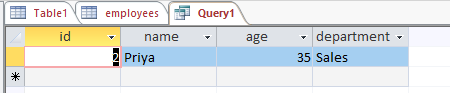 Table1 employees Query1
id name age department
2 Priya 35 Sales